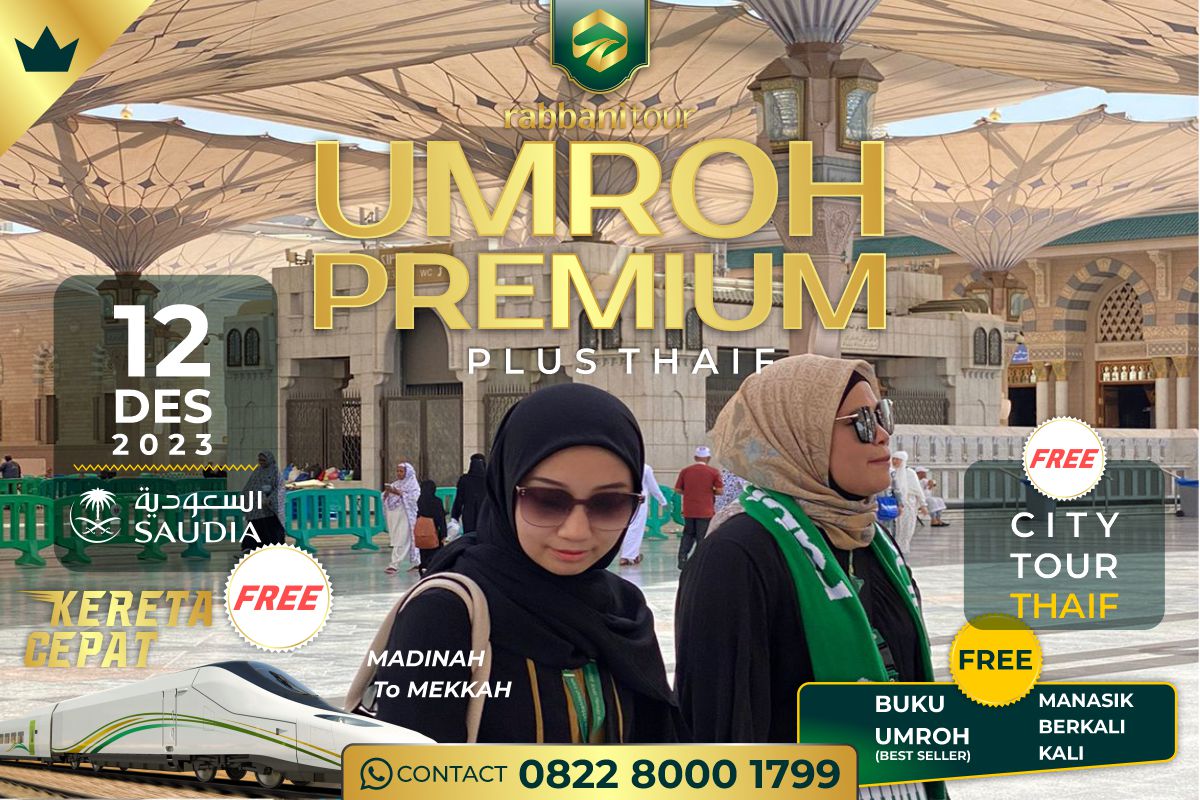 rabbanitour
UMROH
PREMIUM
PLUS THAIF
12
DES
2023
السعودية
SAUDIA
FREE
KERETA
CEPAT
MADINAH
To MEKKAH
FREE
CITY
TOUR
THAIF
FREE
BUKU
UMROH
(BEST SELLER)
MANASIK
BERKALI
KALI
CONTACT 0822 8000 1799
WC